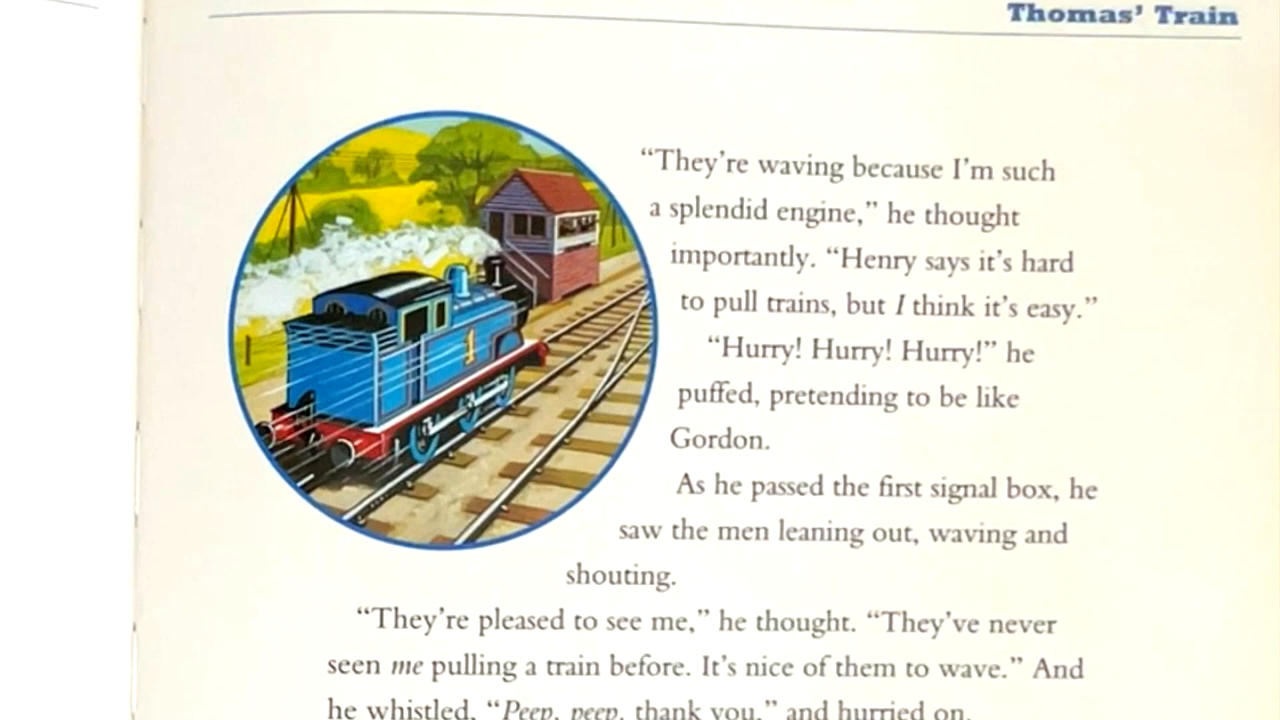 Thomas' Train
“They're waving because I'm such
a splendid engine,” he thought
importantly. “Henry says it's hard
to pull trains, but I think it's easy.”
“Hurry! Hurry! Hurry!” he
puffed, pretending to be like
Gordon.
As he passed the first signal box, he
saw the men leaning out, waving and
shouting.
“They're pleased to see me,” he thought. “They've never
seen me pulling a train before. It's nice of them to wave.” And
he whistled, “Peep, peep, thank you,” and hurried on.
1